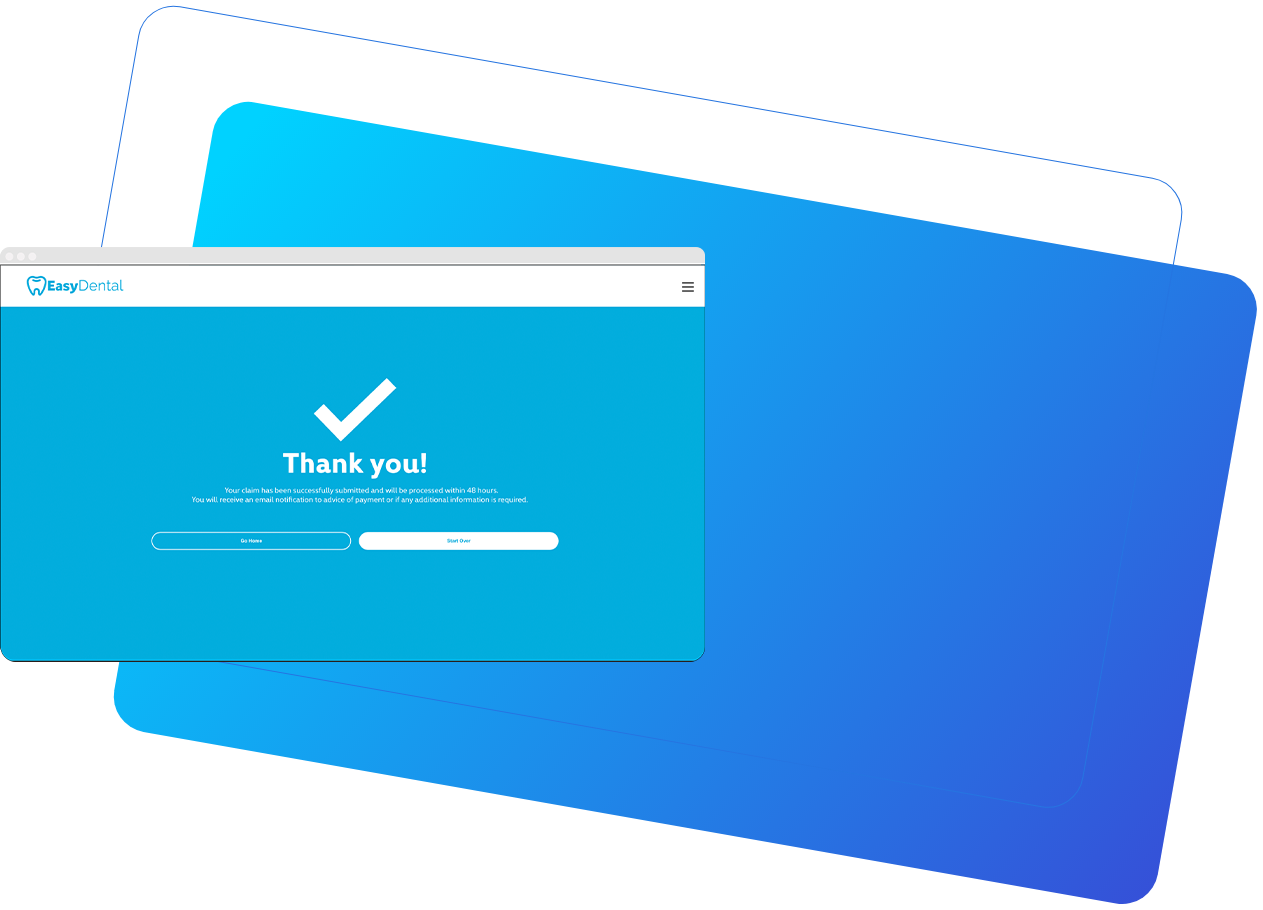 EasyDental
Thank you!
Your claim has been successfully submitted and will be processed within 48 hours.
You will receive an email notification to advice of payment or if any additional information is required.
Go Home
Start Over